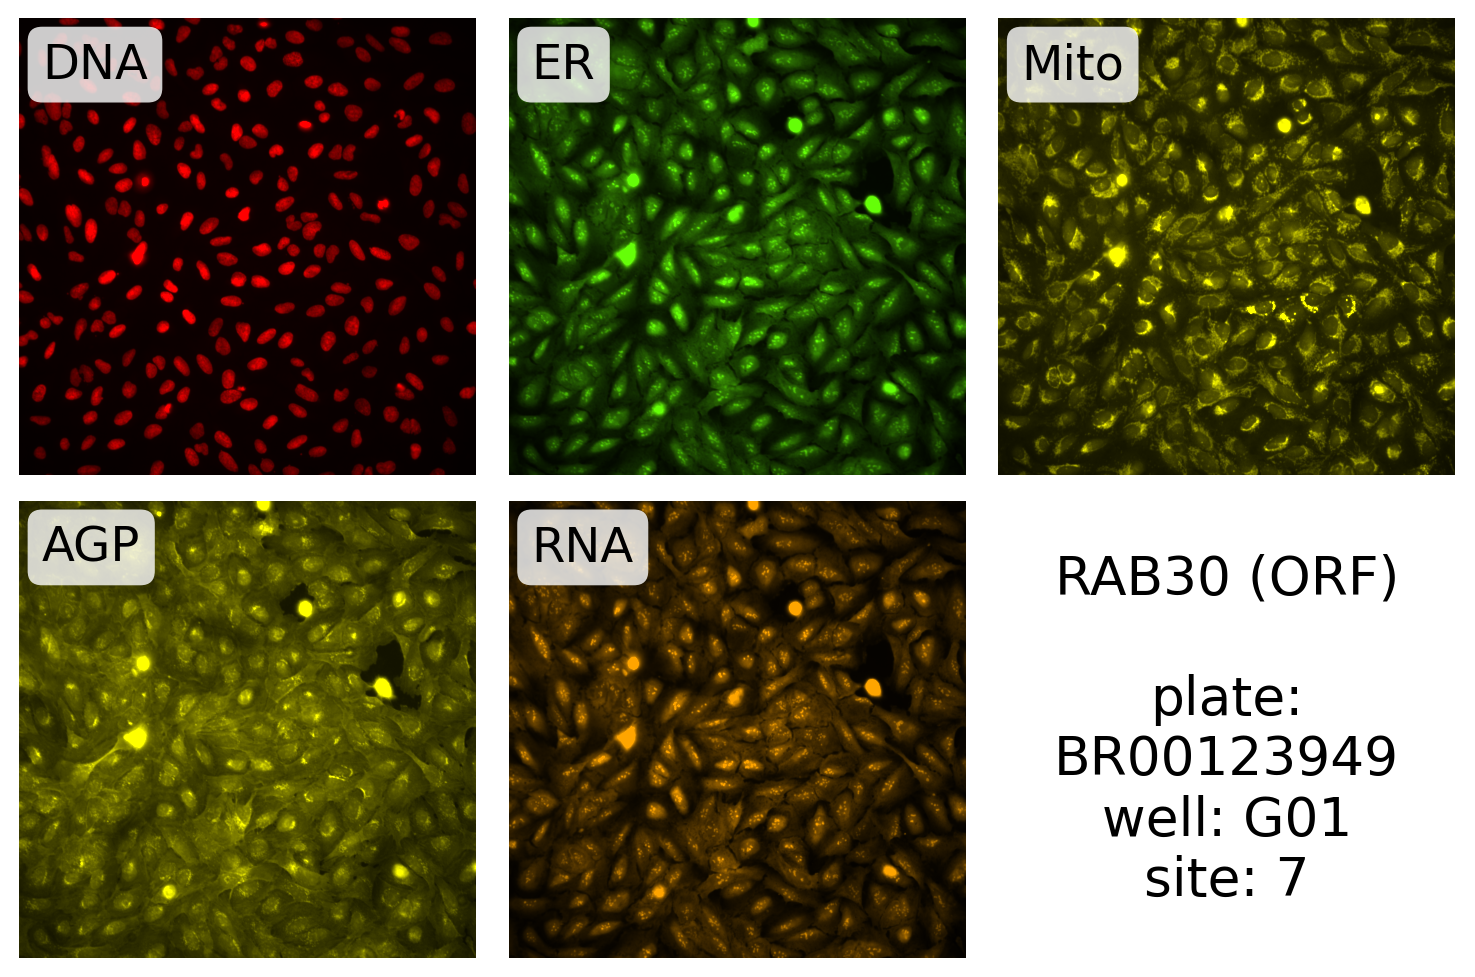 DNA
ER
Mito
AGP
RNA
RAB30 (ORF)
plate:
BR00123949
well: G01
site: 7